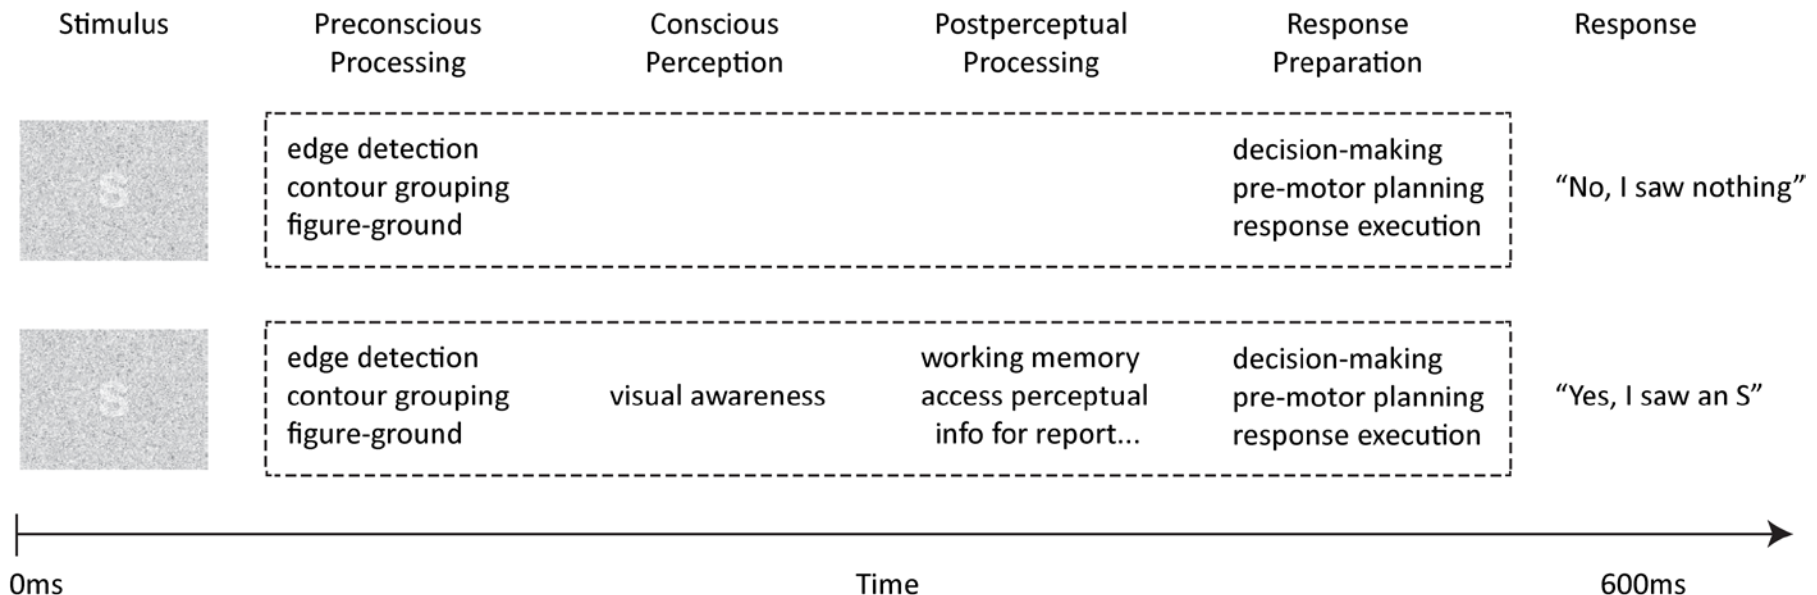 Stimulus
Preconscious
Processing
Conscious
Perception
Postperceptual
Processing
Response
Preparation
Response
S
edge detection
contour grouping
figure-ground
decision-making
pre-motor planning
response execution
“No, I saw nothing”
S
edge detection
contour grouping
figure-ground
visual awareness
working memory
access perceptual
info for report...
decision-making
pre-motor planning
response execution
“Yes, I saw an S”
0ms
Time
600ms